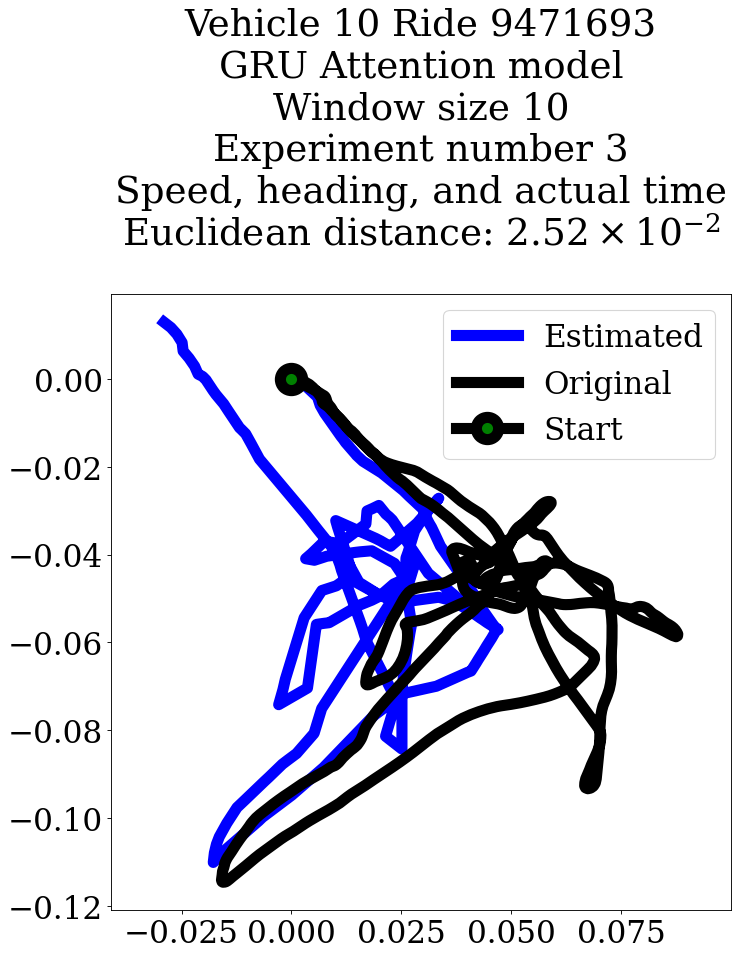 Vehicle 10 Ride 9471693
GRU Attention model
Window size 10
Experiment number 3
Speed, heading, and actual time
Euclidean distance: 2.52 × 10⁻²
Estimated
Original
Start
0.00
−0.02
−0.04
−0.06
−0.08
−0.10
−0.12
−0.025 0.000 0.025 0.050 0.075